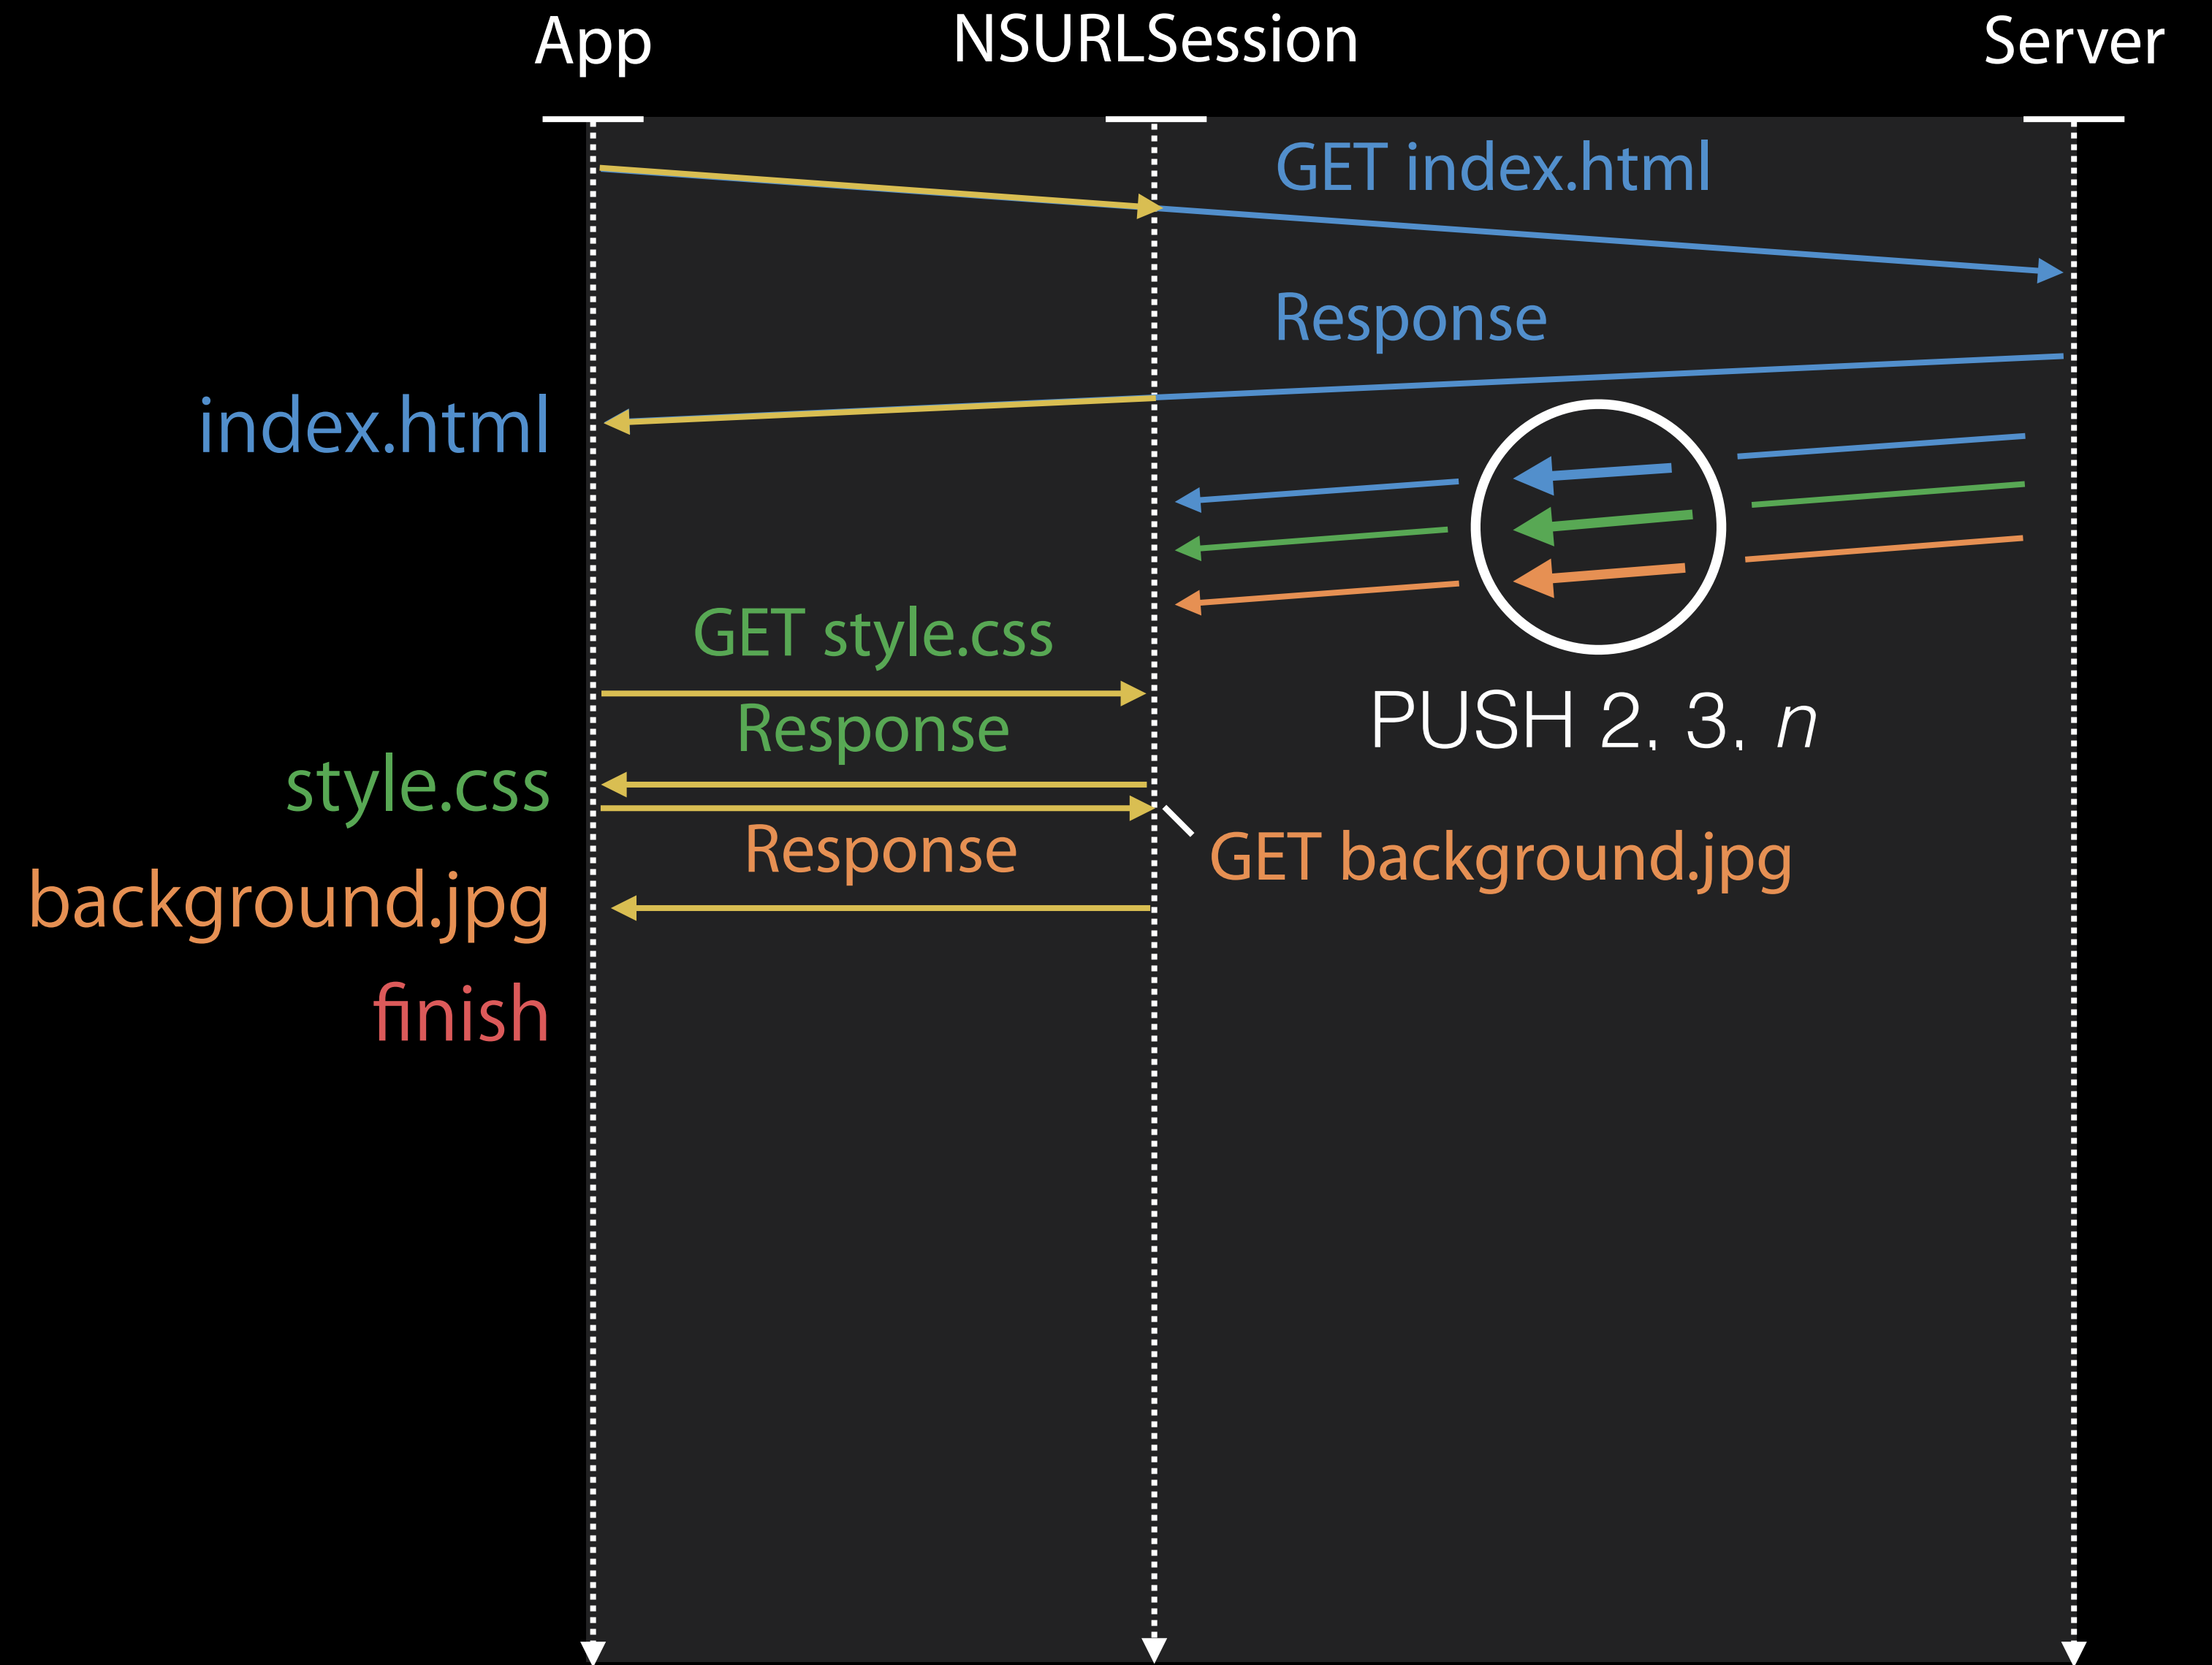 App
NSURLSession
Server
GET index.html
Response
index.html
GET style.css
PUSH 2, 3, n
Response
style.css
Response
GET background.jpg
background.jpg
finish